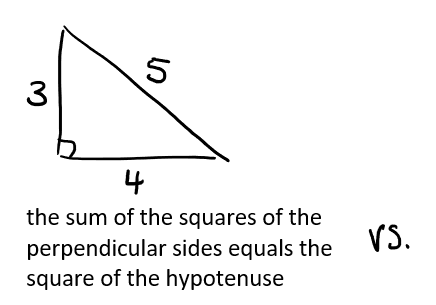 3
5
4
the sum of the squares of the
perpendicular sides equals the
square of the hypotenuse
vs.